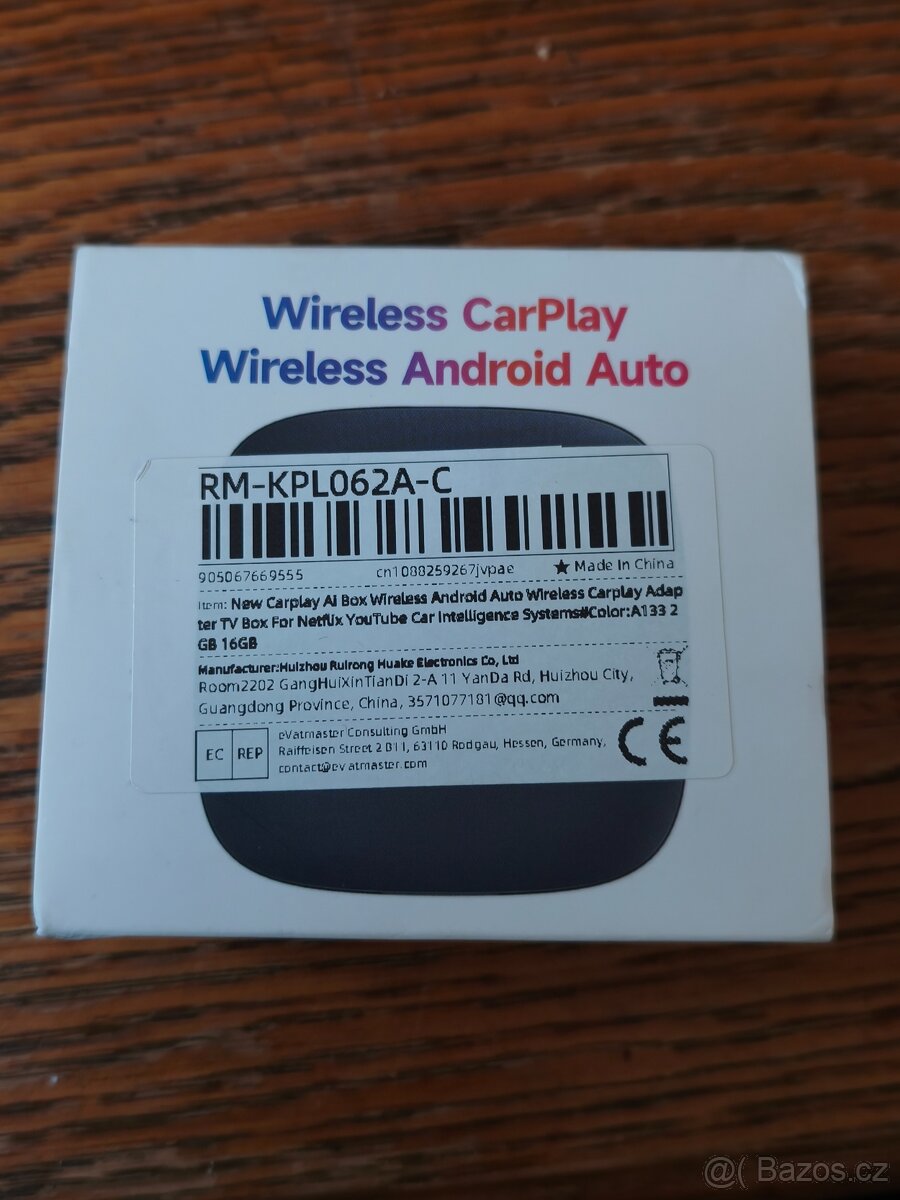 Wireless CarPlay
Wireless Android Auto
RM-KPL062A-C
905067669555 cn1088259267jvpae ★ Made In China
Item: New Carplay Ai Box Wireless Android Auto Wireless Carplay Adap
ter TV Box For Netflix YouTube Car Intelligence Systems#Color:A133 2
GB 16GB
Manufacturer:Huizhou Ruirong Huake Electronics Co, Ltd
Room2202 GangHuiXinTianDi 2-A 11 YanDa Rd, Huizhou City,
Guangdong Province, China, 3571077181@qq.com
EC REP
eVatmaster Consulting GmbH
Raiffeisen Street 2 B11, 63110 Rodgau, Hessen, Germany,
contact@evatmaster.com
CE
@( Bazos.cz